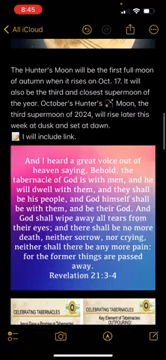 8:45
All iCloud
The Hunter's Moon will be the first full moon
of autumn when it rises on Oct. 17. It will
also be the third and closest supermoon of
the year. October's Hunter's 🏹 Moon, the
third supermoon of 2024, will rise later this
week at dusk and set at dawn.
📝 I will include link.
And I heard a great voice out of
heaven saying, Behold, the
tabernacle of God is with men, and he
will dwell with them, and they shall
be his people, and God himself shall
be with them, and be their God. And
God shall wipe away all tears from
their eyes; and there shall be no more
death, neither sorrow, nor crying,
neither shall there be any more pain:
for the former things are passed
away.
Revelation 21:3-4
CELEBRATING TABERNACLES
CELEBRATING TABERNACLES
Key Element of Tabernacles:
OUTPOURING!